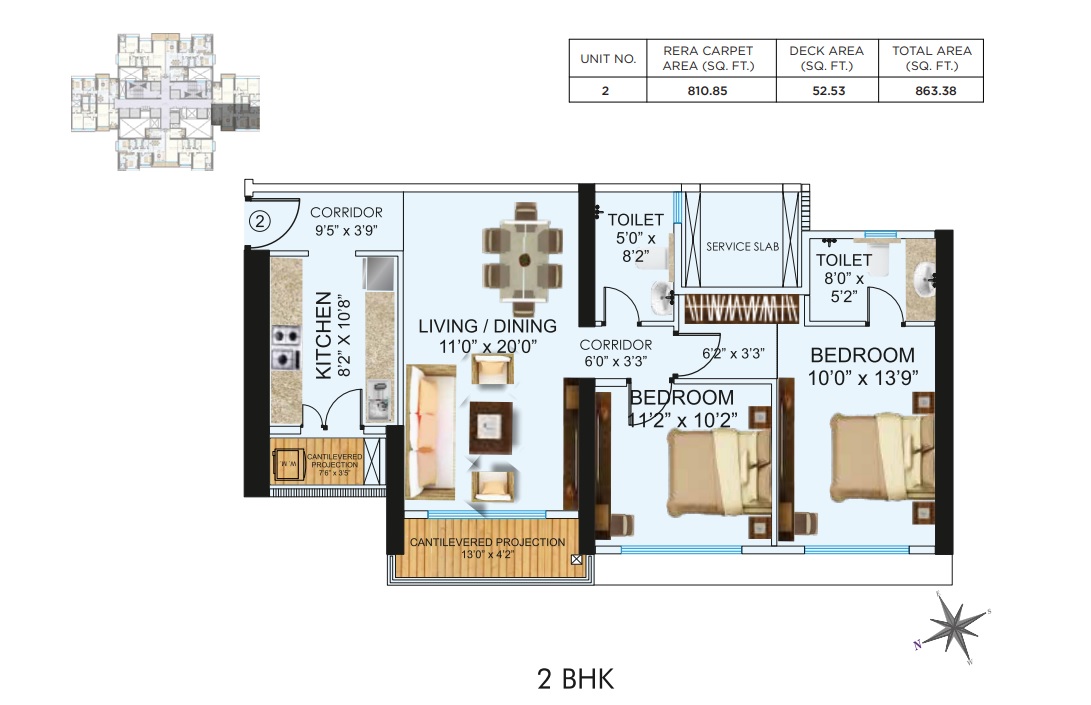 UNIT NO.
RERA CARPET
AREA (SQ. FT.)
DECK AREA
(SQ. FT.)
TOTAL AREA
(SQ. FT.)
2
810.85
52.53
863.38
2
CORRIDOR
9'5" x 3'9"
KITCHEN
8'2" X 10'8"
W. M.
CANTILEVERED
PROJECTION
7'6" x 3'5"
LIVING / DINING
11'0" x 20'0"
CANTILEVERED PROJECTION
13'0" x 4'2"
TOILET
5'0" x
8'2"
SERVICE SLAB
TOILET
8'0" x
5'2"
CORRIDOR
6'0" x 3'3"
6'2" x 3'3"
BEDROOM
11'2" x 10'2"
BEDROOM
10'0" x 13'9"
E
S
N
W
2 BHK